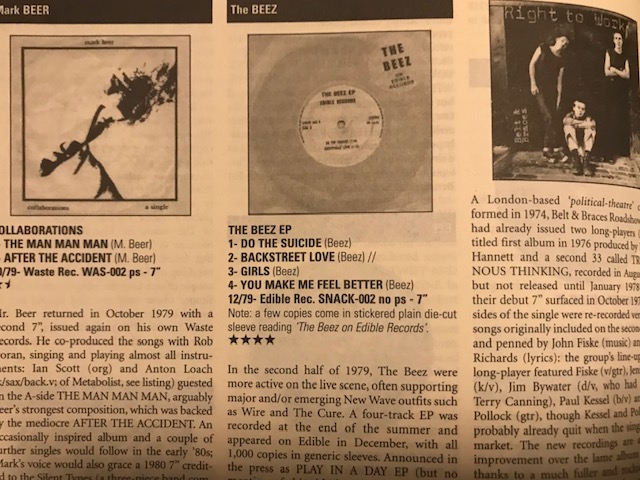 Mark BEER
mark beer
collaborations
a single
OLLABORATIONS
THE MAN MAN MAN (M. Beer)
AFTER THE ACCIDENT (M. Beer)
0/79- Waste Rec. WAS-002 ps - 7”
Mr. Beer returned in October 1979 with a
econd 7”, issued again on his own Waste
ecords. He co-produced the songs with Rob
oran, singing and playing almost all instru-
ents: Ian Scott (org) and Anton Loach
/sax/back.v; of Metabolist, see listing) guested
n the A-side THE MAN MAN MAN, arguably
eer's strongest composition, which was backed
y the mediocre AFTER THE ACCIDENT. An
ccasionally inspired album and a couple of
urther singles would follow in the early '80s;
Mark's voice would also grace a 1980 7” credit-
d to the Silent Types (a three-piece band com-
The BEEZ
THE
BEEZ
ON
EDIBLE
RECORDS
THE BEEZ EP
EDIBLE RECORDS
THE BEEZ EP
1- DO THE SUICIDE (Beez)
2- BACKSTREET LOVE (Beez) //
3- GIRLS (Beez)
4- YOU MAKE ME FEEL BETTER (Beez)
12/79- Edible Rec. SNACK-002 no ps - 7”
Note: a few copies come in stickered plain die-cut
sleeve reading 'The Beez on Edible Records'.
★★★★
In the second half of 1979, The Beez were
more active on the live scene, often supporting
major and/or emerging New Wave outfits such
as Wire and The Cure. A four-track EP was
recorded at the end of the summer and
appeared on Edible in December, with all
1,000 copies in generic sleeves. Announced in
the press as PLAY IN A DAY EP (but no
Right to Work
Belt &
Braces
A London-based 'political-theatre'
formed in 1974, Belt & Braces Roadshow
had already issued two long-players
titled first album in 1976 produced by
Hannett and a second 33 called
NOUS THINKING, recorded in Augu
but not released until January 1978
their debut 7” surfaced in October 197
sides of the single were re-recorded ver
songs originally included on the secon
and penned by John Fiske (music) an
Richards (lyrics): the group's line-up
long-player featured Fiske (v/gtr), Jen
(k/v), Jim Bywater (d/v, who had
Terry Canning), Paul Kessel (b/v) an
Pollock (gtr), though Kessel and Pol
probably already quit when the sing
market. The new recordings are
improvement over the lame album
thanks to a much fuller and